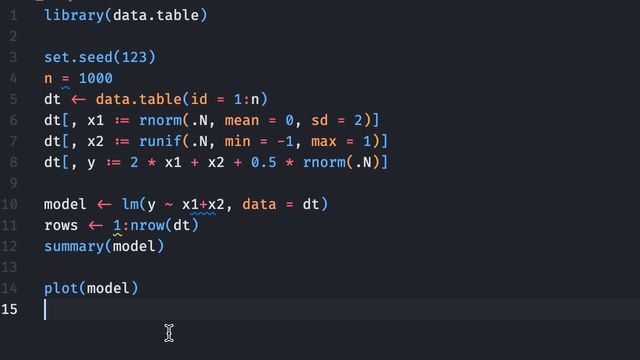 1 library(data.table)
2
3 set.seed(123)
4 n = 1000
5 dt <- data.table(id = 1:n)
6 dt[, x1 := rnorm(.N, mean = 0, sd = 2)]
7 dt[, x2 := runif(.N, min = -1, max = 1)]
8 dt[, y := 2 * x1 + x2 + 0.5 * rnorm(.N)]
9
10 model <- lm(y ~ x1+x2, data = dt)
11 rows <- 1:nrow(dt)
12 summary(model)
13
14 plot(model)
15